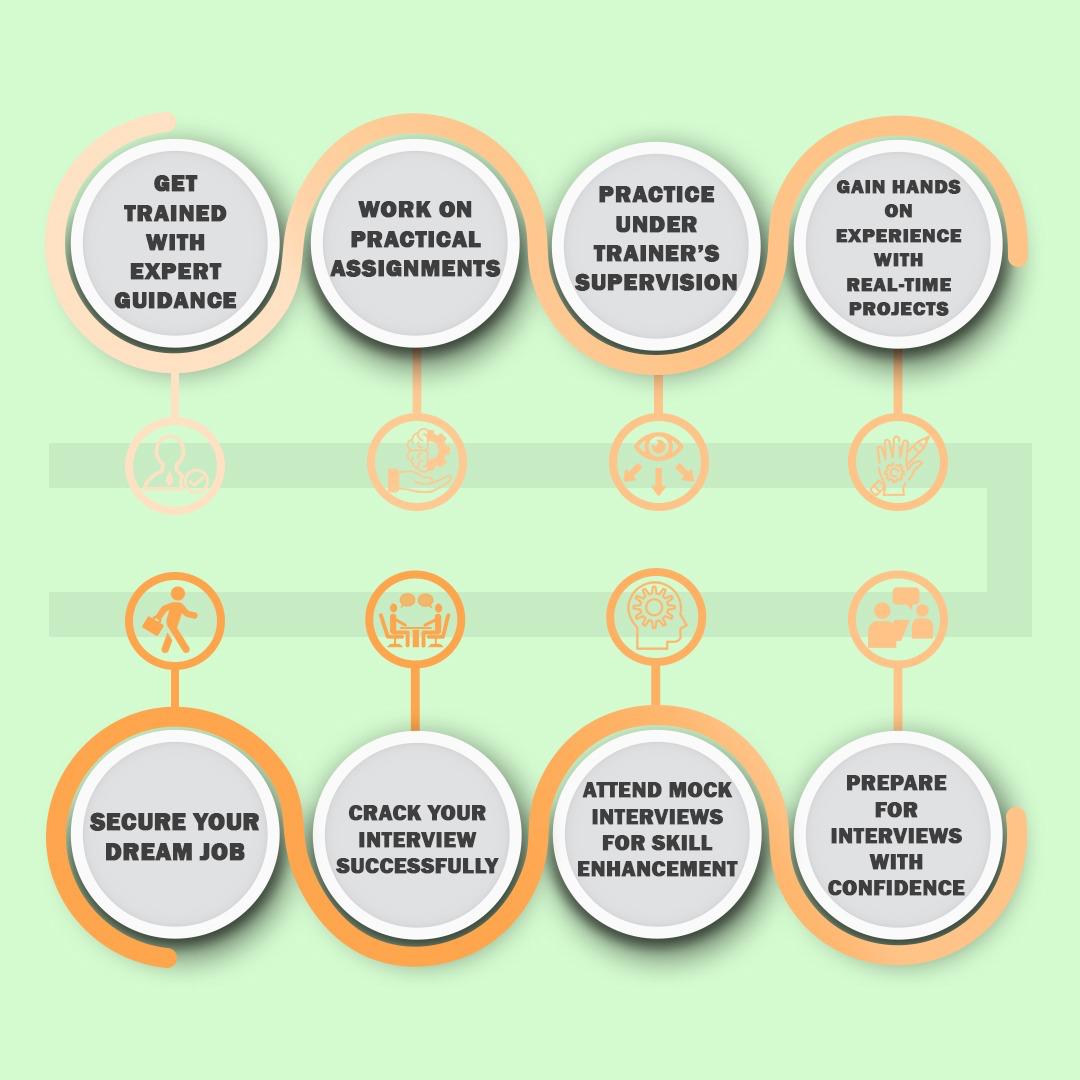 GET
TRAINED
WITH
EXPERT
GUIDANCE
WORK ON
PRACTICAL
ASSIGNMENTS
PRACTICE
UNDER
TRAINER'S
SUPERVISION
GAIN HANDS
ON
EXPERIENCE
WITH
REAL-TIME
PROJECTS
SECURE YOUR
DREAM JOB
CRACK YOUR
INTERVIEW
SUCCESSFULLY
ATTEND MOCK
INTERVIEWS
FOR SKILL
ENHANCEMENT
PREPARE
FOR
INTERVIEWS
WITH
CONFIDENCE